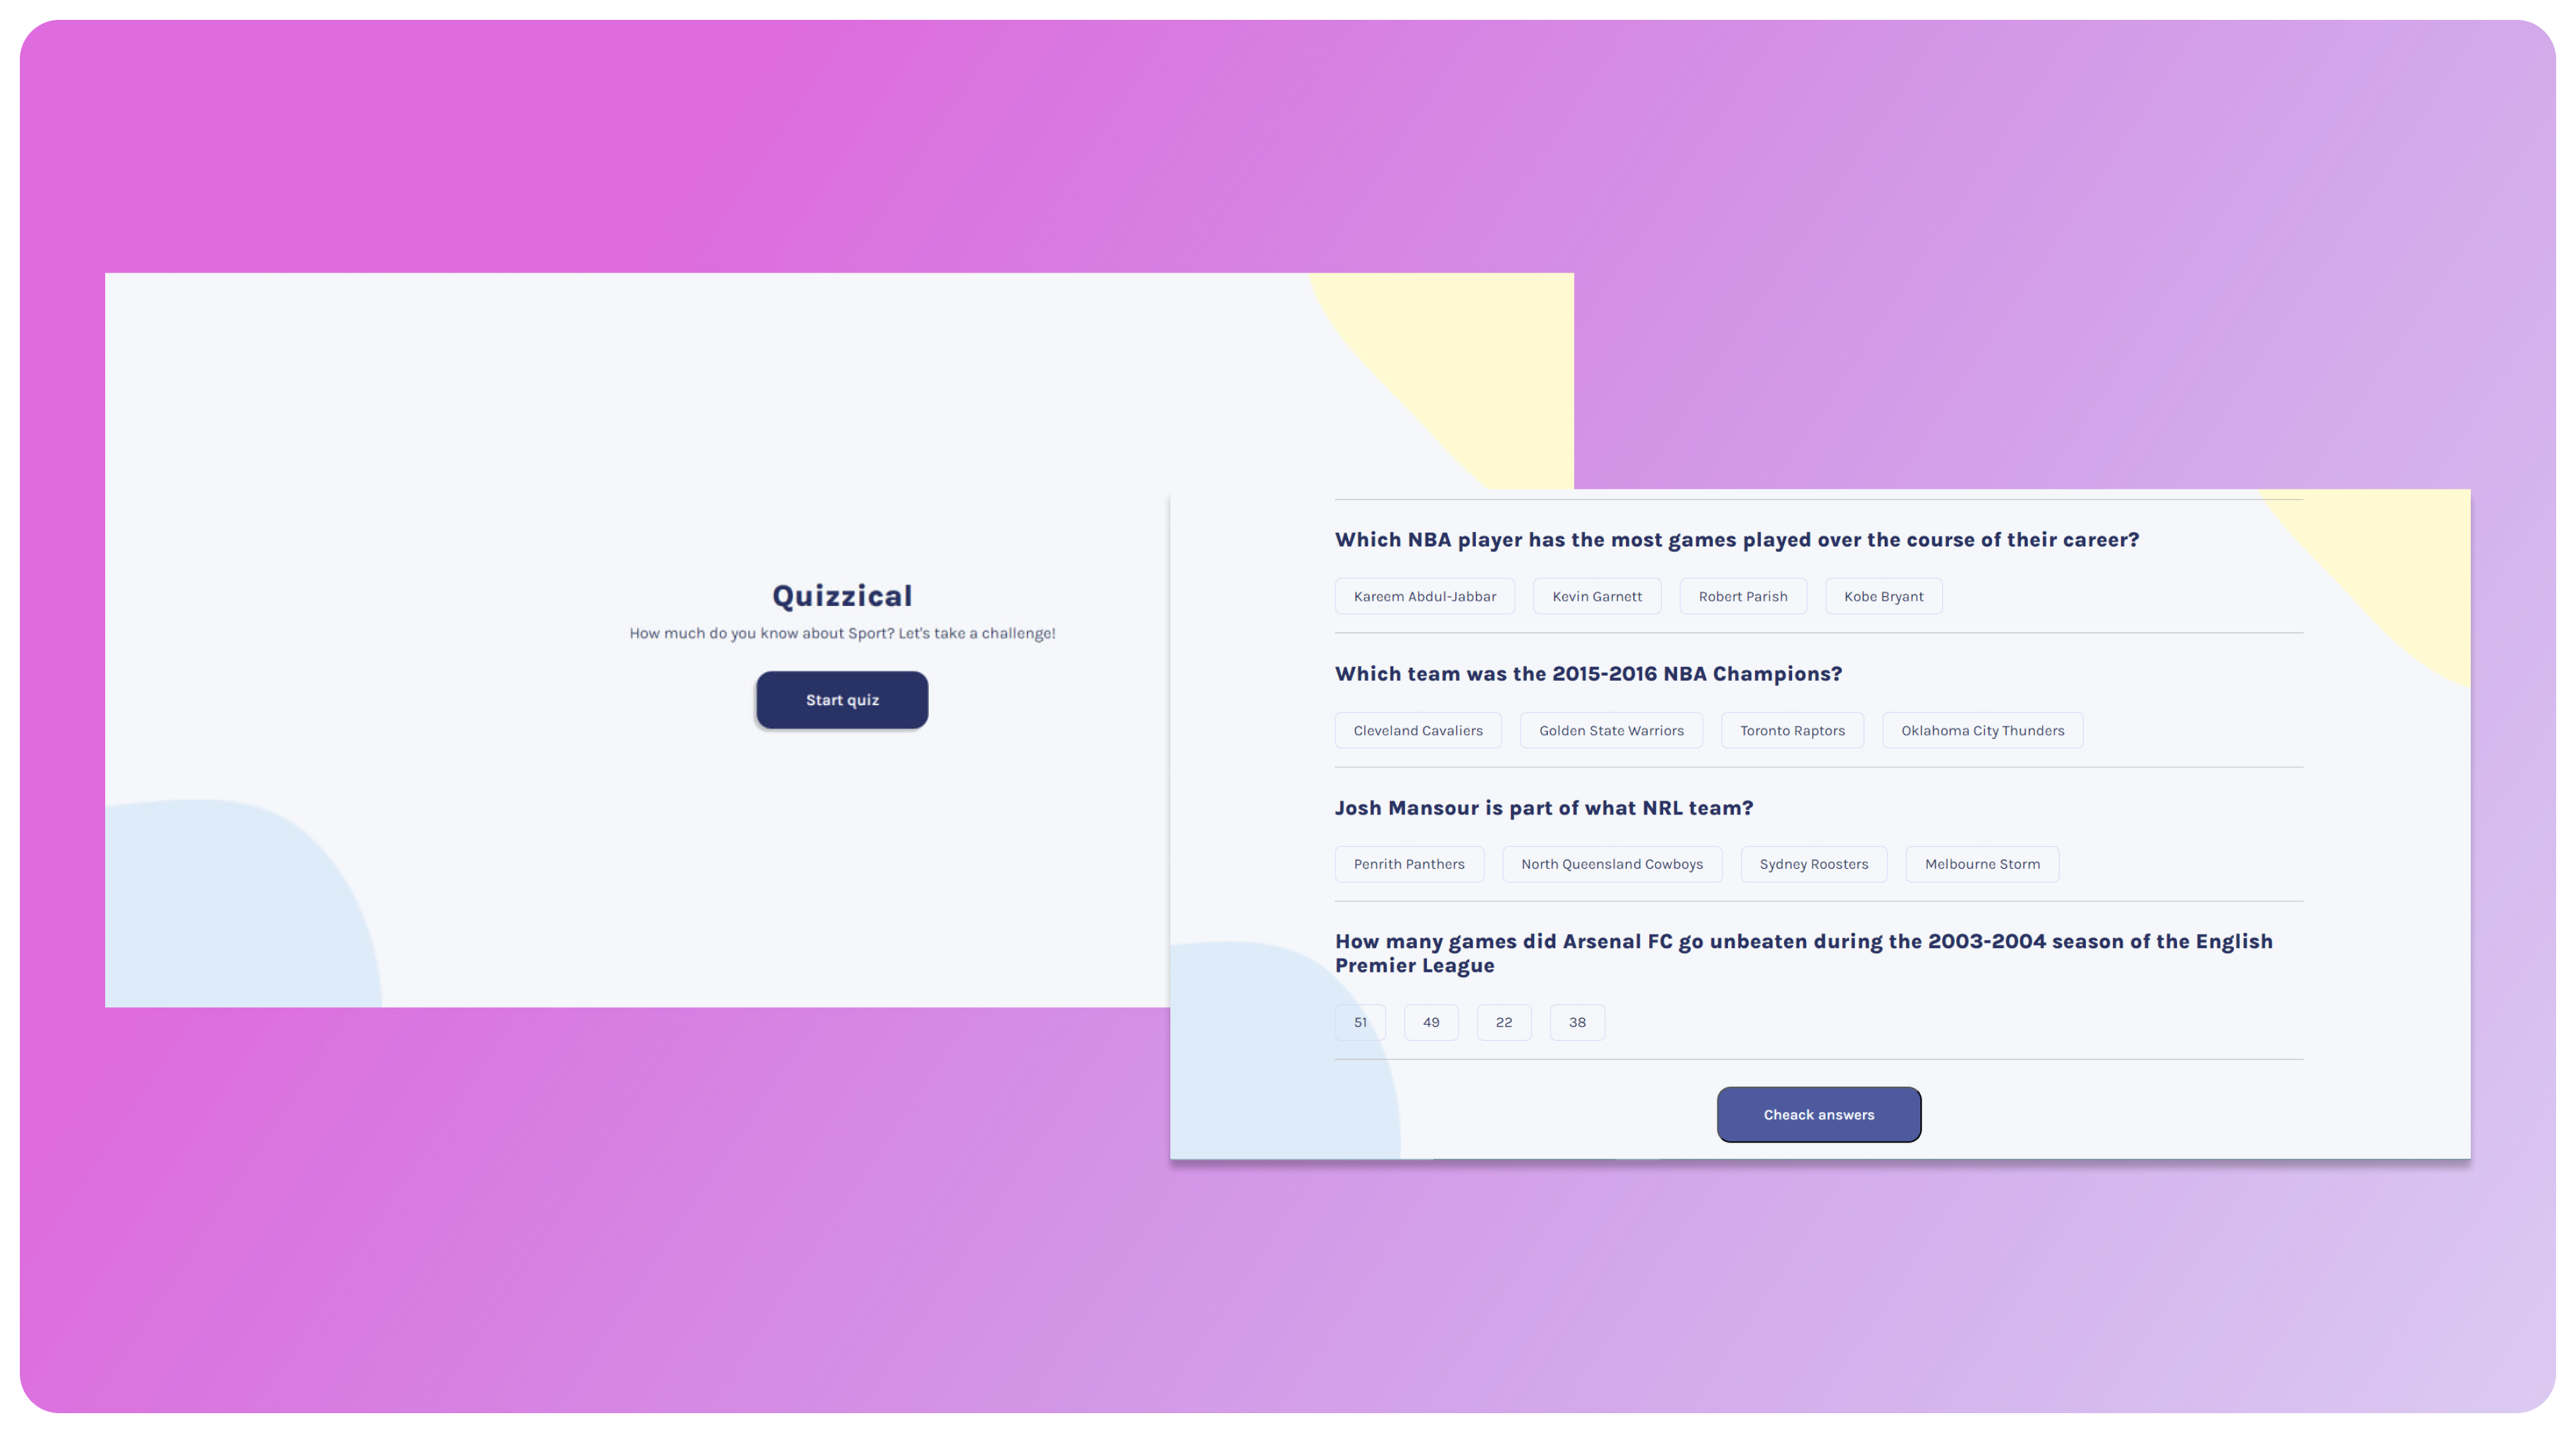 Quizzical
How much do you know about Sport? Let's take a challenge!
Start quiz
Which NBA player has the most games played over the course of their career?
Kareem Abdul-Jabbar Kevin Garnett Robert Parish Kobe Bryant
Which team was the 2015-2016 NBA Champions?
Cleveland Cavaliers Golden State Warriors Toronto Raptors Oklahoma City Thunders
Josh Mansour is part of what NRL team?
Penrith Panthers North Queensland Cowboys Sydney Roosters Melbourne Storm
How many games did Arsenal FC go unbeaten during the 2003-2004 season of the English
Premier League
51 49 22 38
Cheack answers